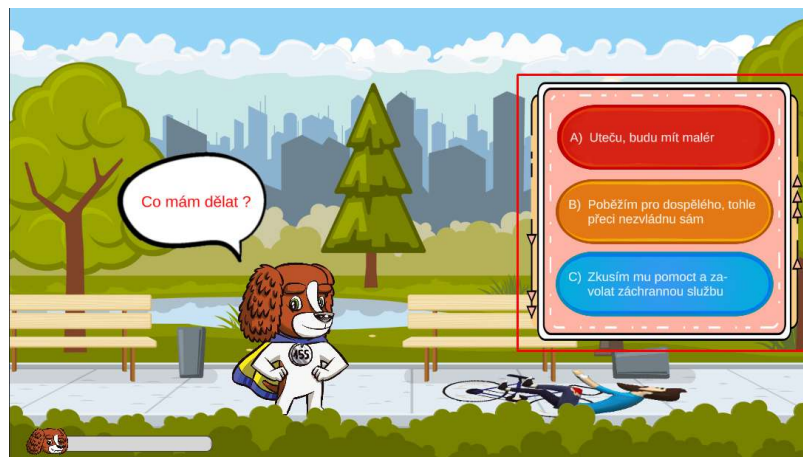 Co mám dělat ?
A) Uteču, budu mít malér
B) Poběžím pro dospělého, tohle
přeci nezvládnu sám
C) Zkusím mu pomoct a za-
volat záchrannou službu
155